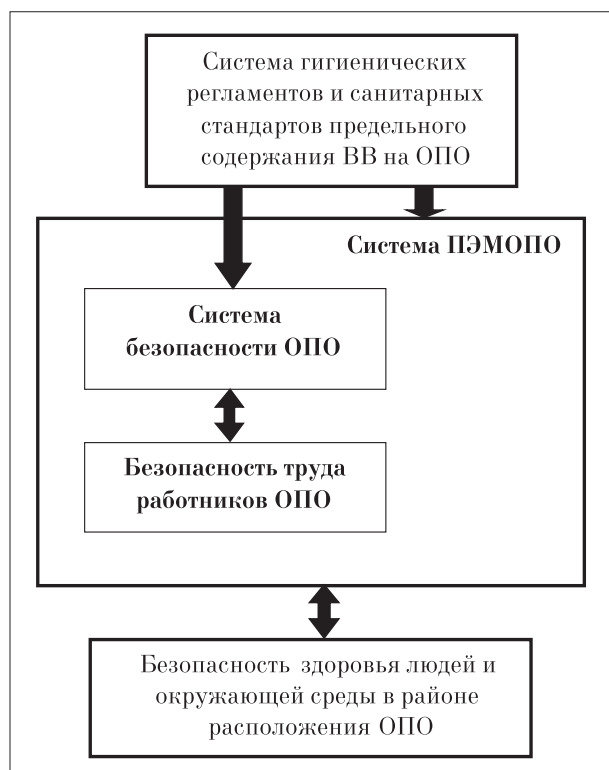 Система гигиенических
регламентов и санитарных
стандартов предельного
содержания ВВ на ОПО
Система ПЭМОПО
Система
безопасности ОПО
Безопасность труда
работников ОПО
Безопасность здоровья людей и
окружающей среды в районе
расположения ОПО